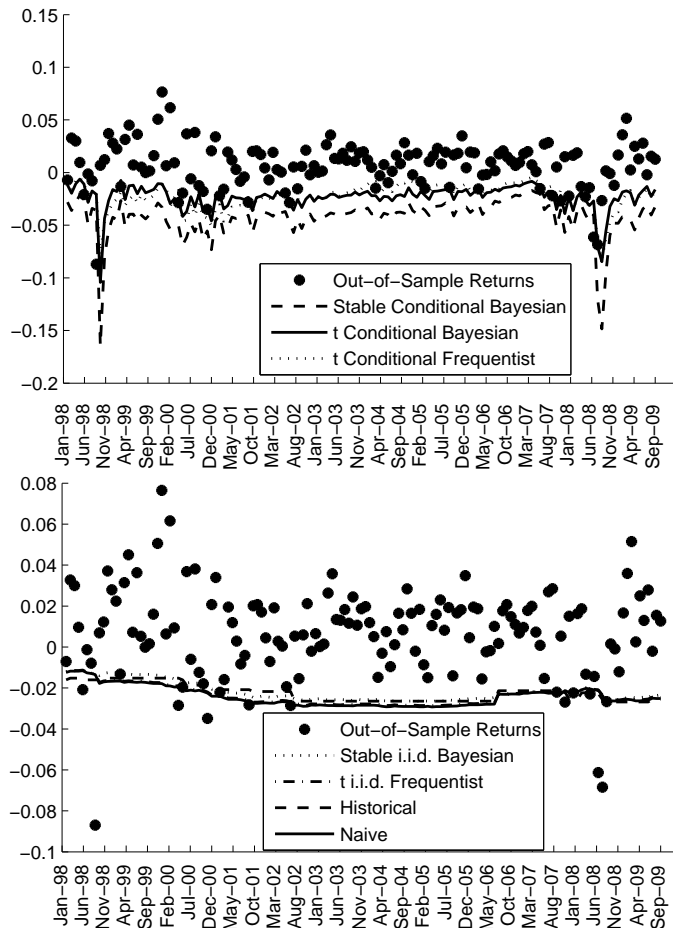 0.15
0.1
0.05
0
−0.05
−0.1
−0.15
−0.2
Out−of−Sample Returns
Stable Conditional Bayesian
t Conditional Bayesian
t Conditional Frequentist
Jan−98
Jun−98
Nov−98
Apr−99
Sep−99
Feb−00
Jul−00
Dec−00
May−01
Oct−01
Mar−02
Aug−02
Jan−03
Jun−03
Nov−03
Apr−04
Sep−04
Feb−05
Jul−05
Dec−05
May−06
Oct−06
Mar−07
Aug−07
Jan−08
Jun−08
Nov−08
Apr−09
Sep−09
0.08
0.06
0.04
0.02
0
−0.02
−0.04
−0.06
−0.08
−0.1
Out−of−Sample Returns
Stable i.i.d. Bayesian
t i.i.d. Frequentist
Historical
Naive
Jan−98
Jun−98
Nov−98
Apr−99
Sep−99
Feb−00
Jul−00
Dec−00
May−01
Oct−01
Mar−02
Aug−02
Jan−03
Jun−03
Nov−03
Apr−04
Sep−04
Feb−05
Jul−05
Dec−05
May−06
Oct−06
Mar−07
Aug−07
Jan−08
Jun−08
Nov−08
Apr−09
Sep−09